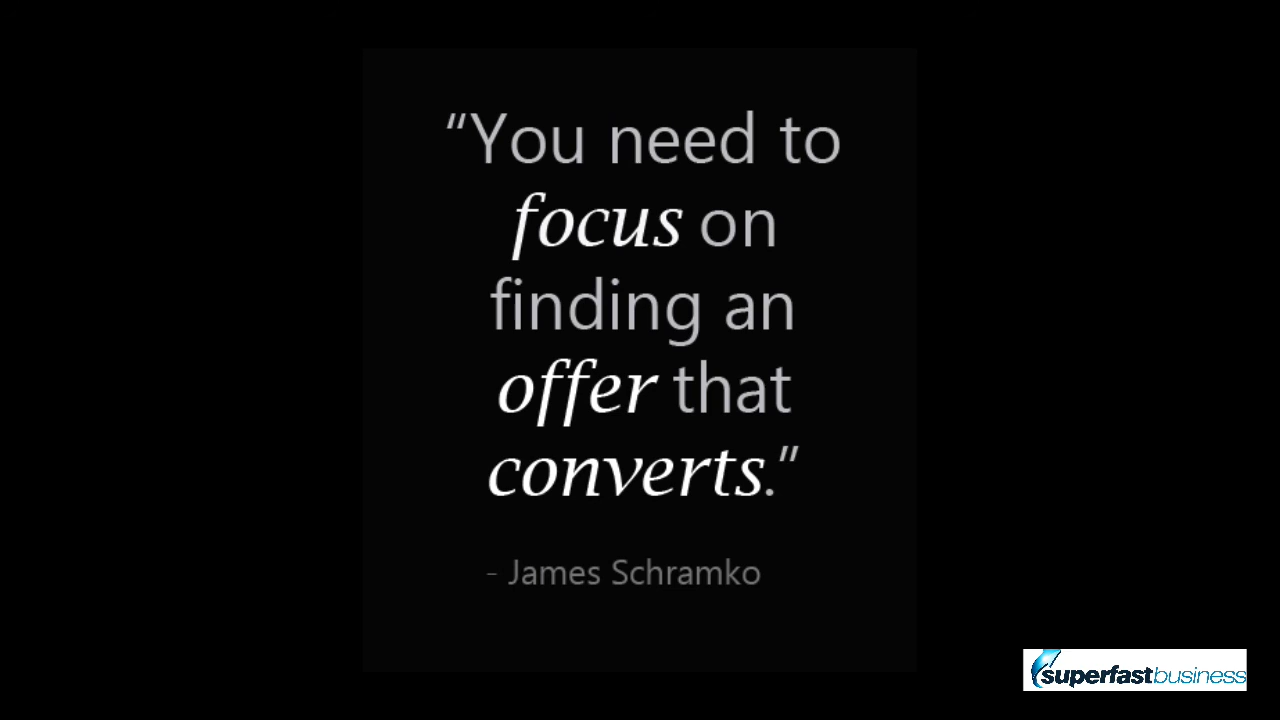 “You need to
focus on
finding an
offer that
converts.”
- James Schramko
superfastbusiness